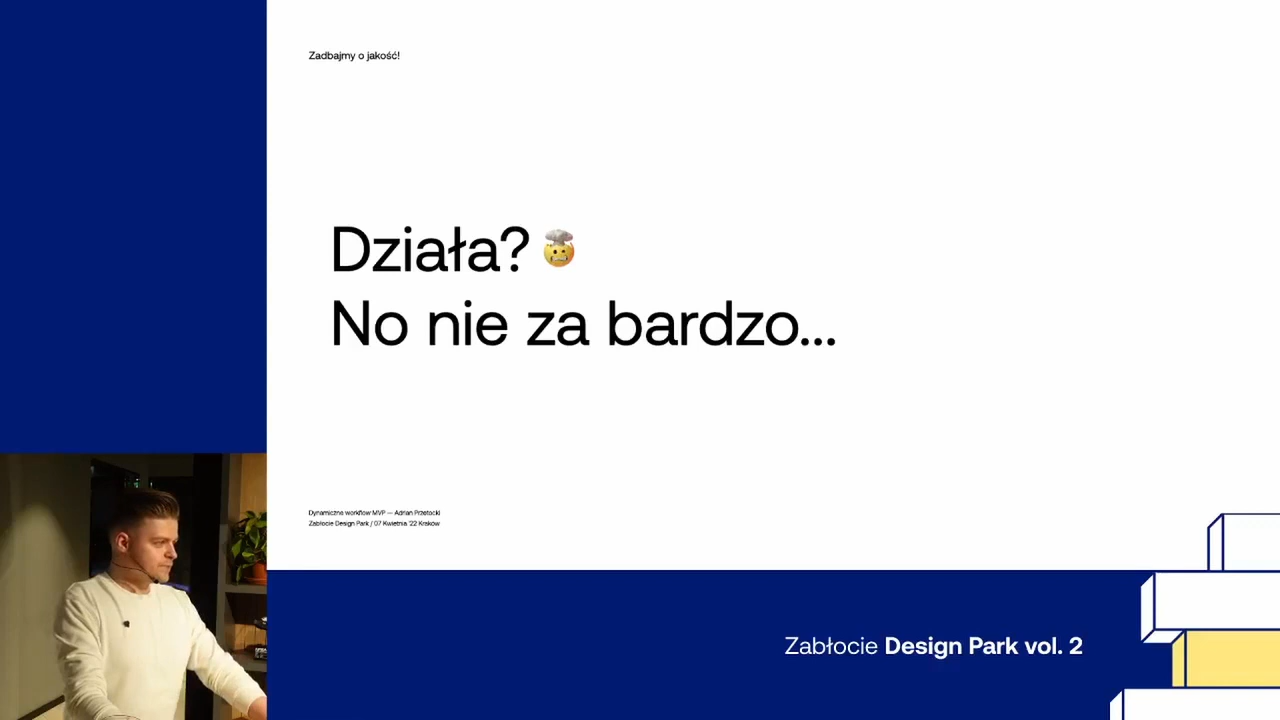 Zadbajmy o jakość!
Działa? 🤯
No nie za bardzo...
Dynamiczne workflow MVP — Adrian Przetocki
Zabłocie Design Park / 07 Kwietnia '22 Kraków
Zabłocie Design Park vol. 2